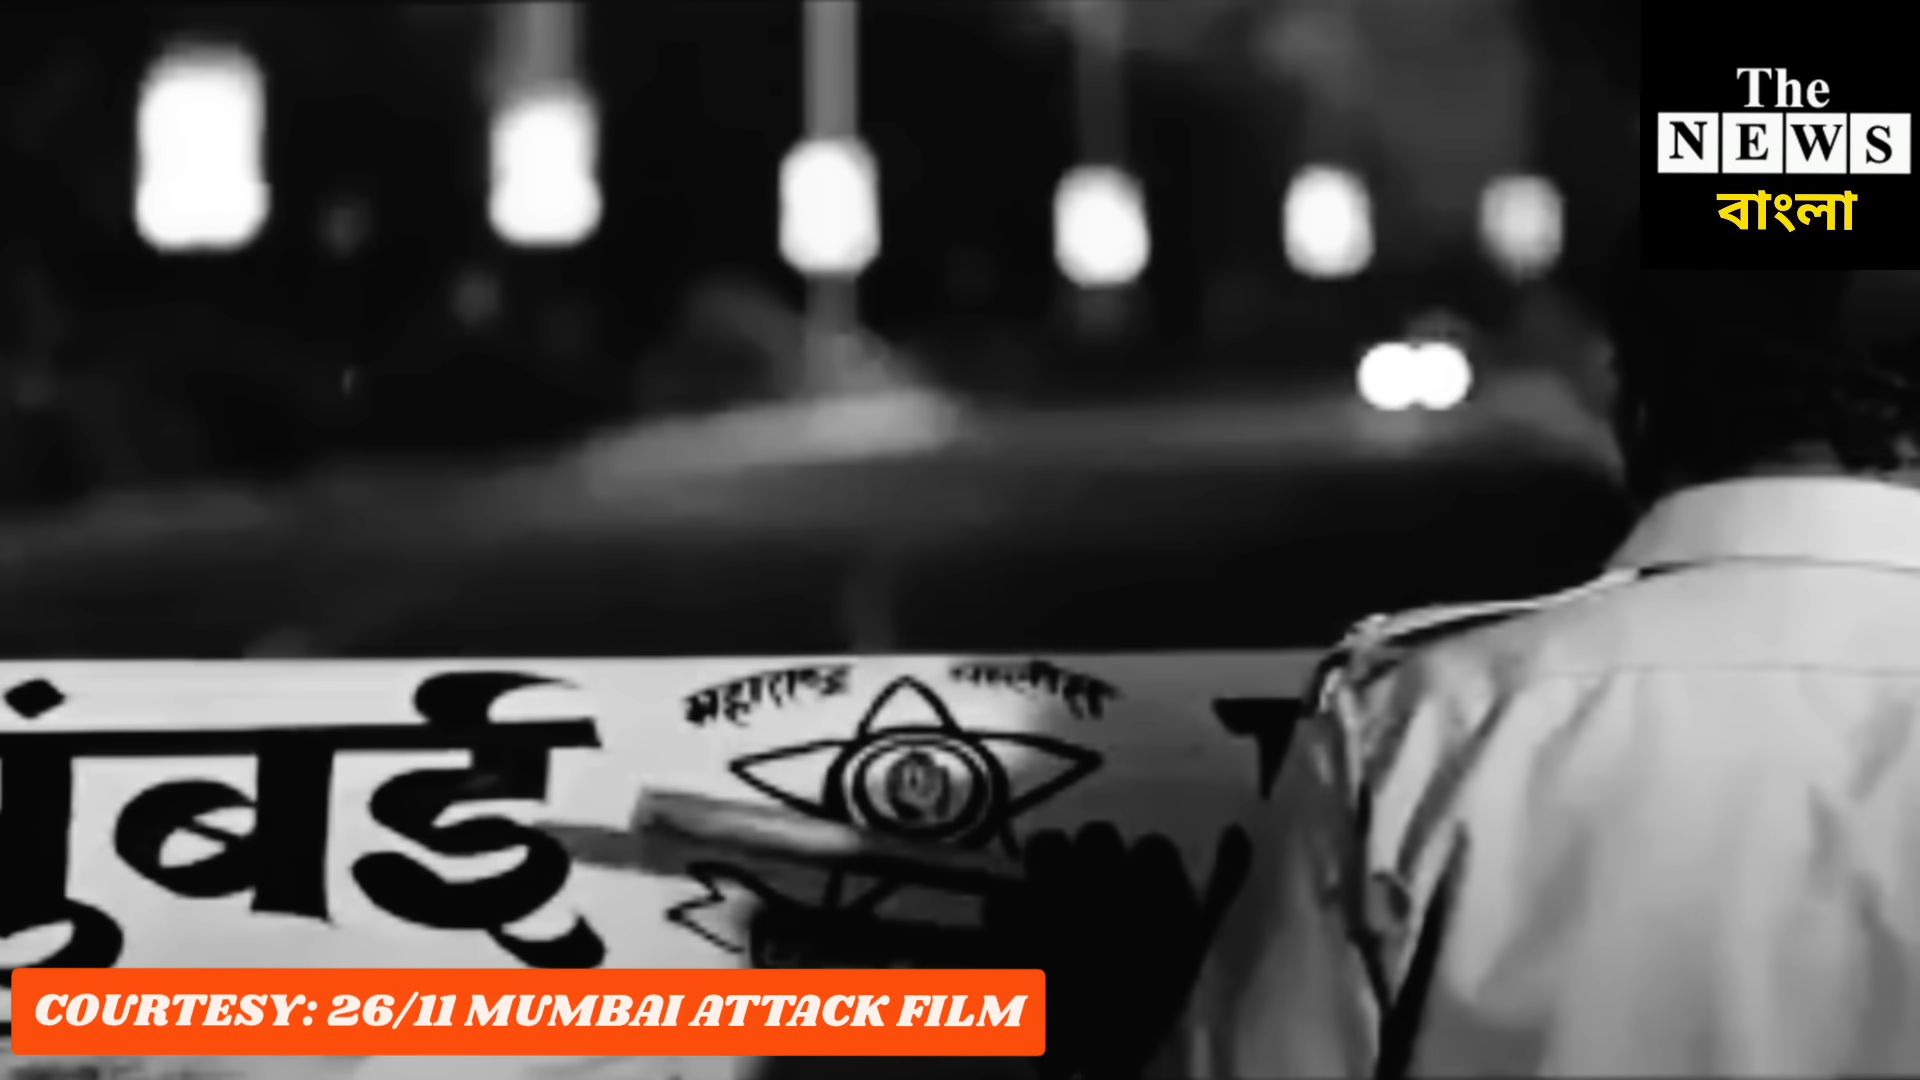 The
NEWS
বাংলা
महाराष्ट्र
मुंबई
COURTESY: 26/11 MUMBAI ATTACK FILM